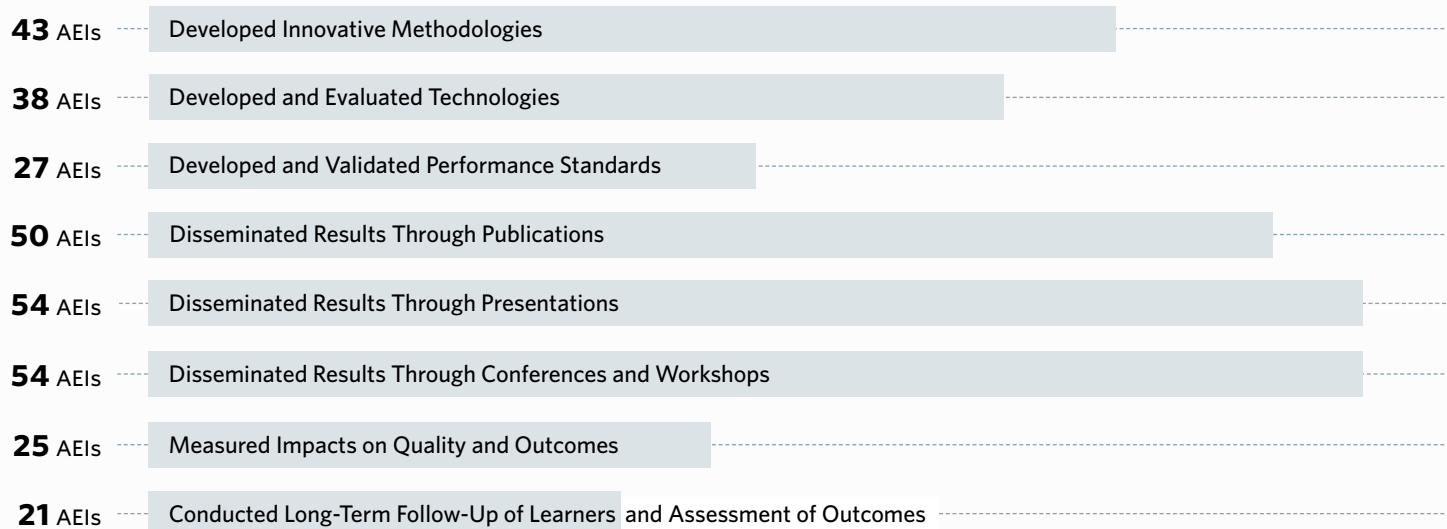 43 AEIs Developed Innovative Methodologies
38 AEIs Developed and Evaluated Technologies
27 AEIs Developed and Validated Performance Standards
50 AEIs Disseminated Results Through Publications
54 AEIs Disseminated Results Through Presentations
54 AEIs Disseminated Results Through Conferences and Workshops
25 AEIs Measured Impacts on Quality and Outcomes
21 AEIs Conducted Long-Term Follow-Up of Learners and Assessment of Outcomes